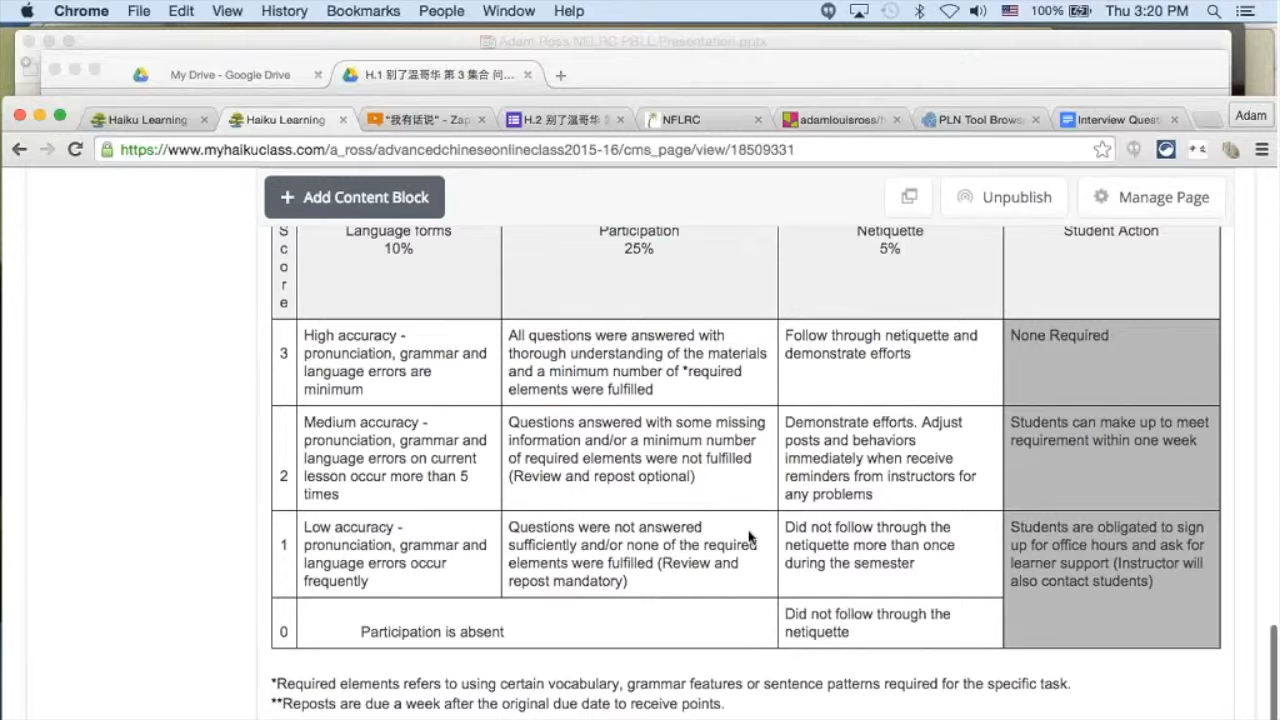 Chrome File Edit View History Bookmarks People Window Help 100% Thu 3:20 PM
Adam Ross NFLRC PBLL Presentation.pptx
My Drive - Google Drive × H.1 别了温哥华 第 3 集合 问... ×
Haiku Learning × Haiku Learning × "我有话说" - Zap × H.2 别了温哥华 × NFLRC × adamlouisross/h × PLN Tool Brows × Interview Quest × Adam
https://www.myhaikuclass.com/a_ross/advancedchineseonlineclass2015-16/cms_page/view/18509331
+ Add Content Block Unpublish Manage Page
Score
Language forms
10%
Participation
25%
Netiquette
5%
Student Action
3
High accuracy -
pronunciation, grammar and
language errors are
minimum
All questions were answered with
thorough understanding of the materials
and a minimum number of *required
elements were fulfilled
Follow through netiquette and
demonstrate efforts
None Required
2
Medium accuracy -
pronunciation, grammar and
language errors on current
lesson occur more than 5
times
Questions answered with some missing
information and/or a minimum number
of required elements were not fulfilled
(Review and repost optional)
Demonstrate efforts. Adjust
posts and behaviors
immediately when receive
reminders from instructors for
any problems
Students can make up to meet
requirement within one week
1
Low accuracy -
pronunciation, grammar and
language errors occur
frequently
Questions were not answered
sufficiently and/or none of the required
elements were fulfilled (Review and
repost mandatory)
Did not follow through the
netiquette more than once
during the semester
Students are obligated to sign
up for office hours and ask for
learner support (Instructor will
also contact students)
0
Participation is absent
Did not follow through the
netiquette
*Required elements refers to using certain vocabulary, grammar features or sentence patterns required for the specific task.
**Reposts are due a week after the original due date to receive points.